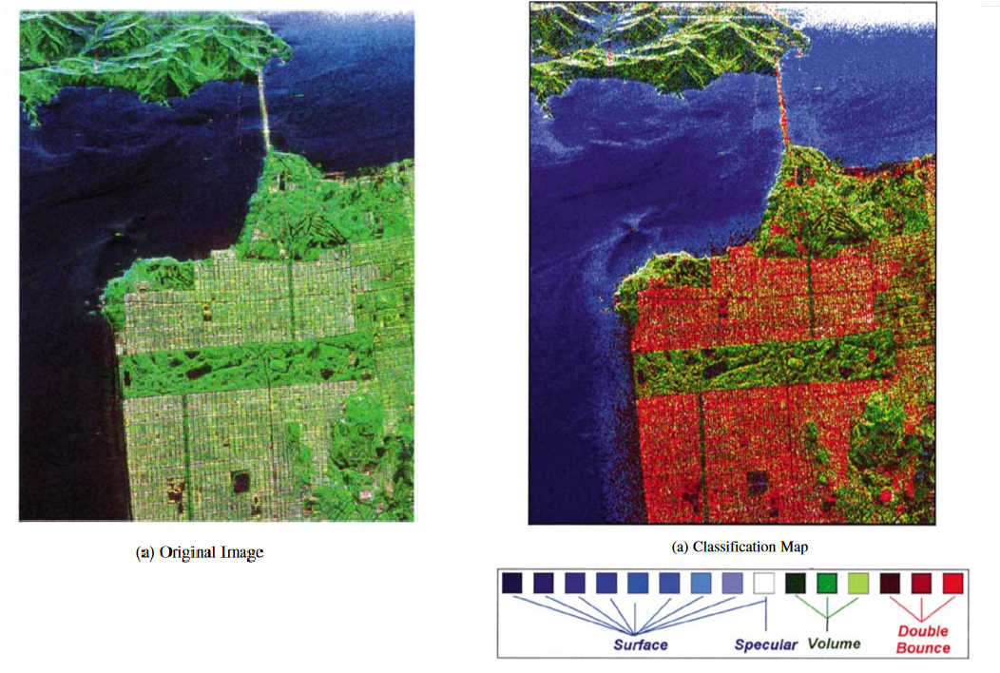 (a) Original Image
(a) Classification Map
Surface
Specular
Volume
Double
Bounce